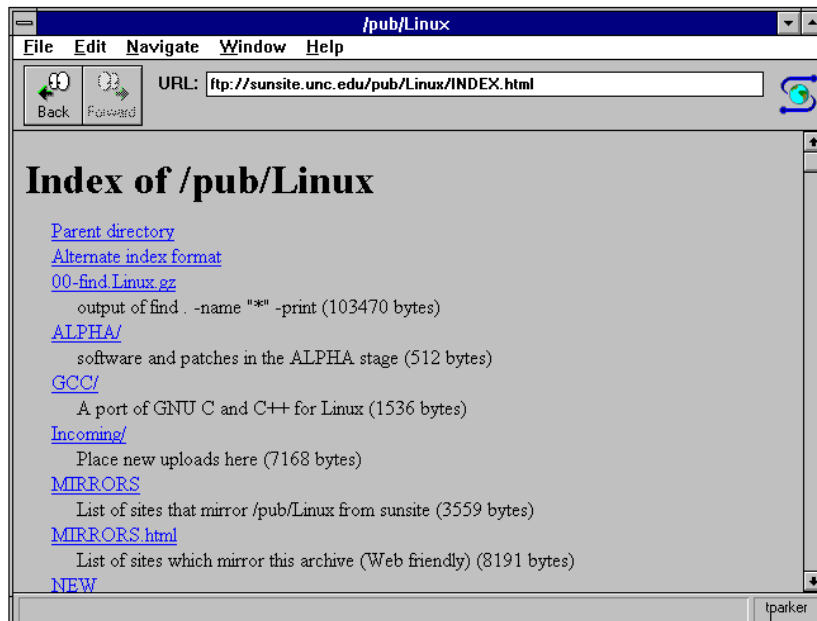 /pub/Linux
File Edit Navigate Window Help
Back Forward URL: ftp://sunsite.unc.edu/pub/Linux/INDEX.html
Index of /pub/Linux
Parent directory
Alternate index format
00-find.Linux.gz
output of find . -name "*" -print (103470 bytes)
ALPHA/
software and patches in the ALPHA stage (512 bytes)
GCC/
A port of GNU C and C++ for Linux (1536 bytes)
Incoming/
Place new uploads here (7168 bytes)
MIRRORS
List of sites that mirror /pub/Linux from sunsite (3559 bytes)
MIRRORS.html
List of sites which mirror this archive (Web friendly) (8191 bytes)
NEW
tparker